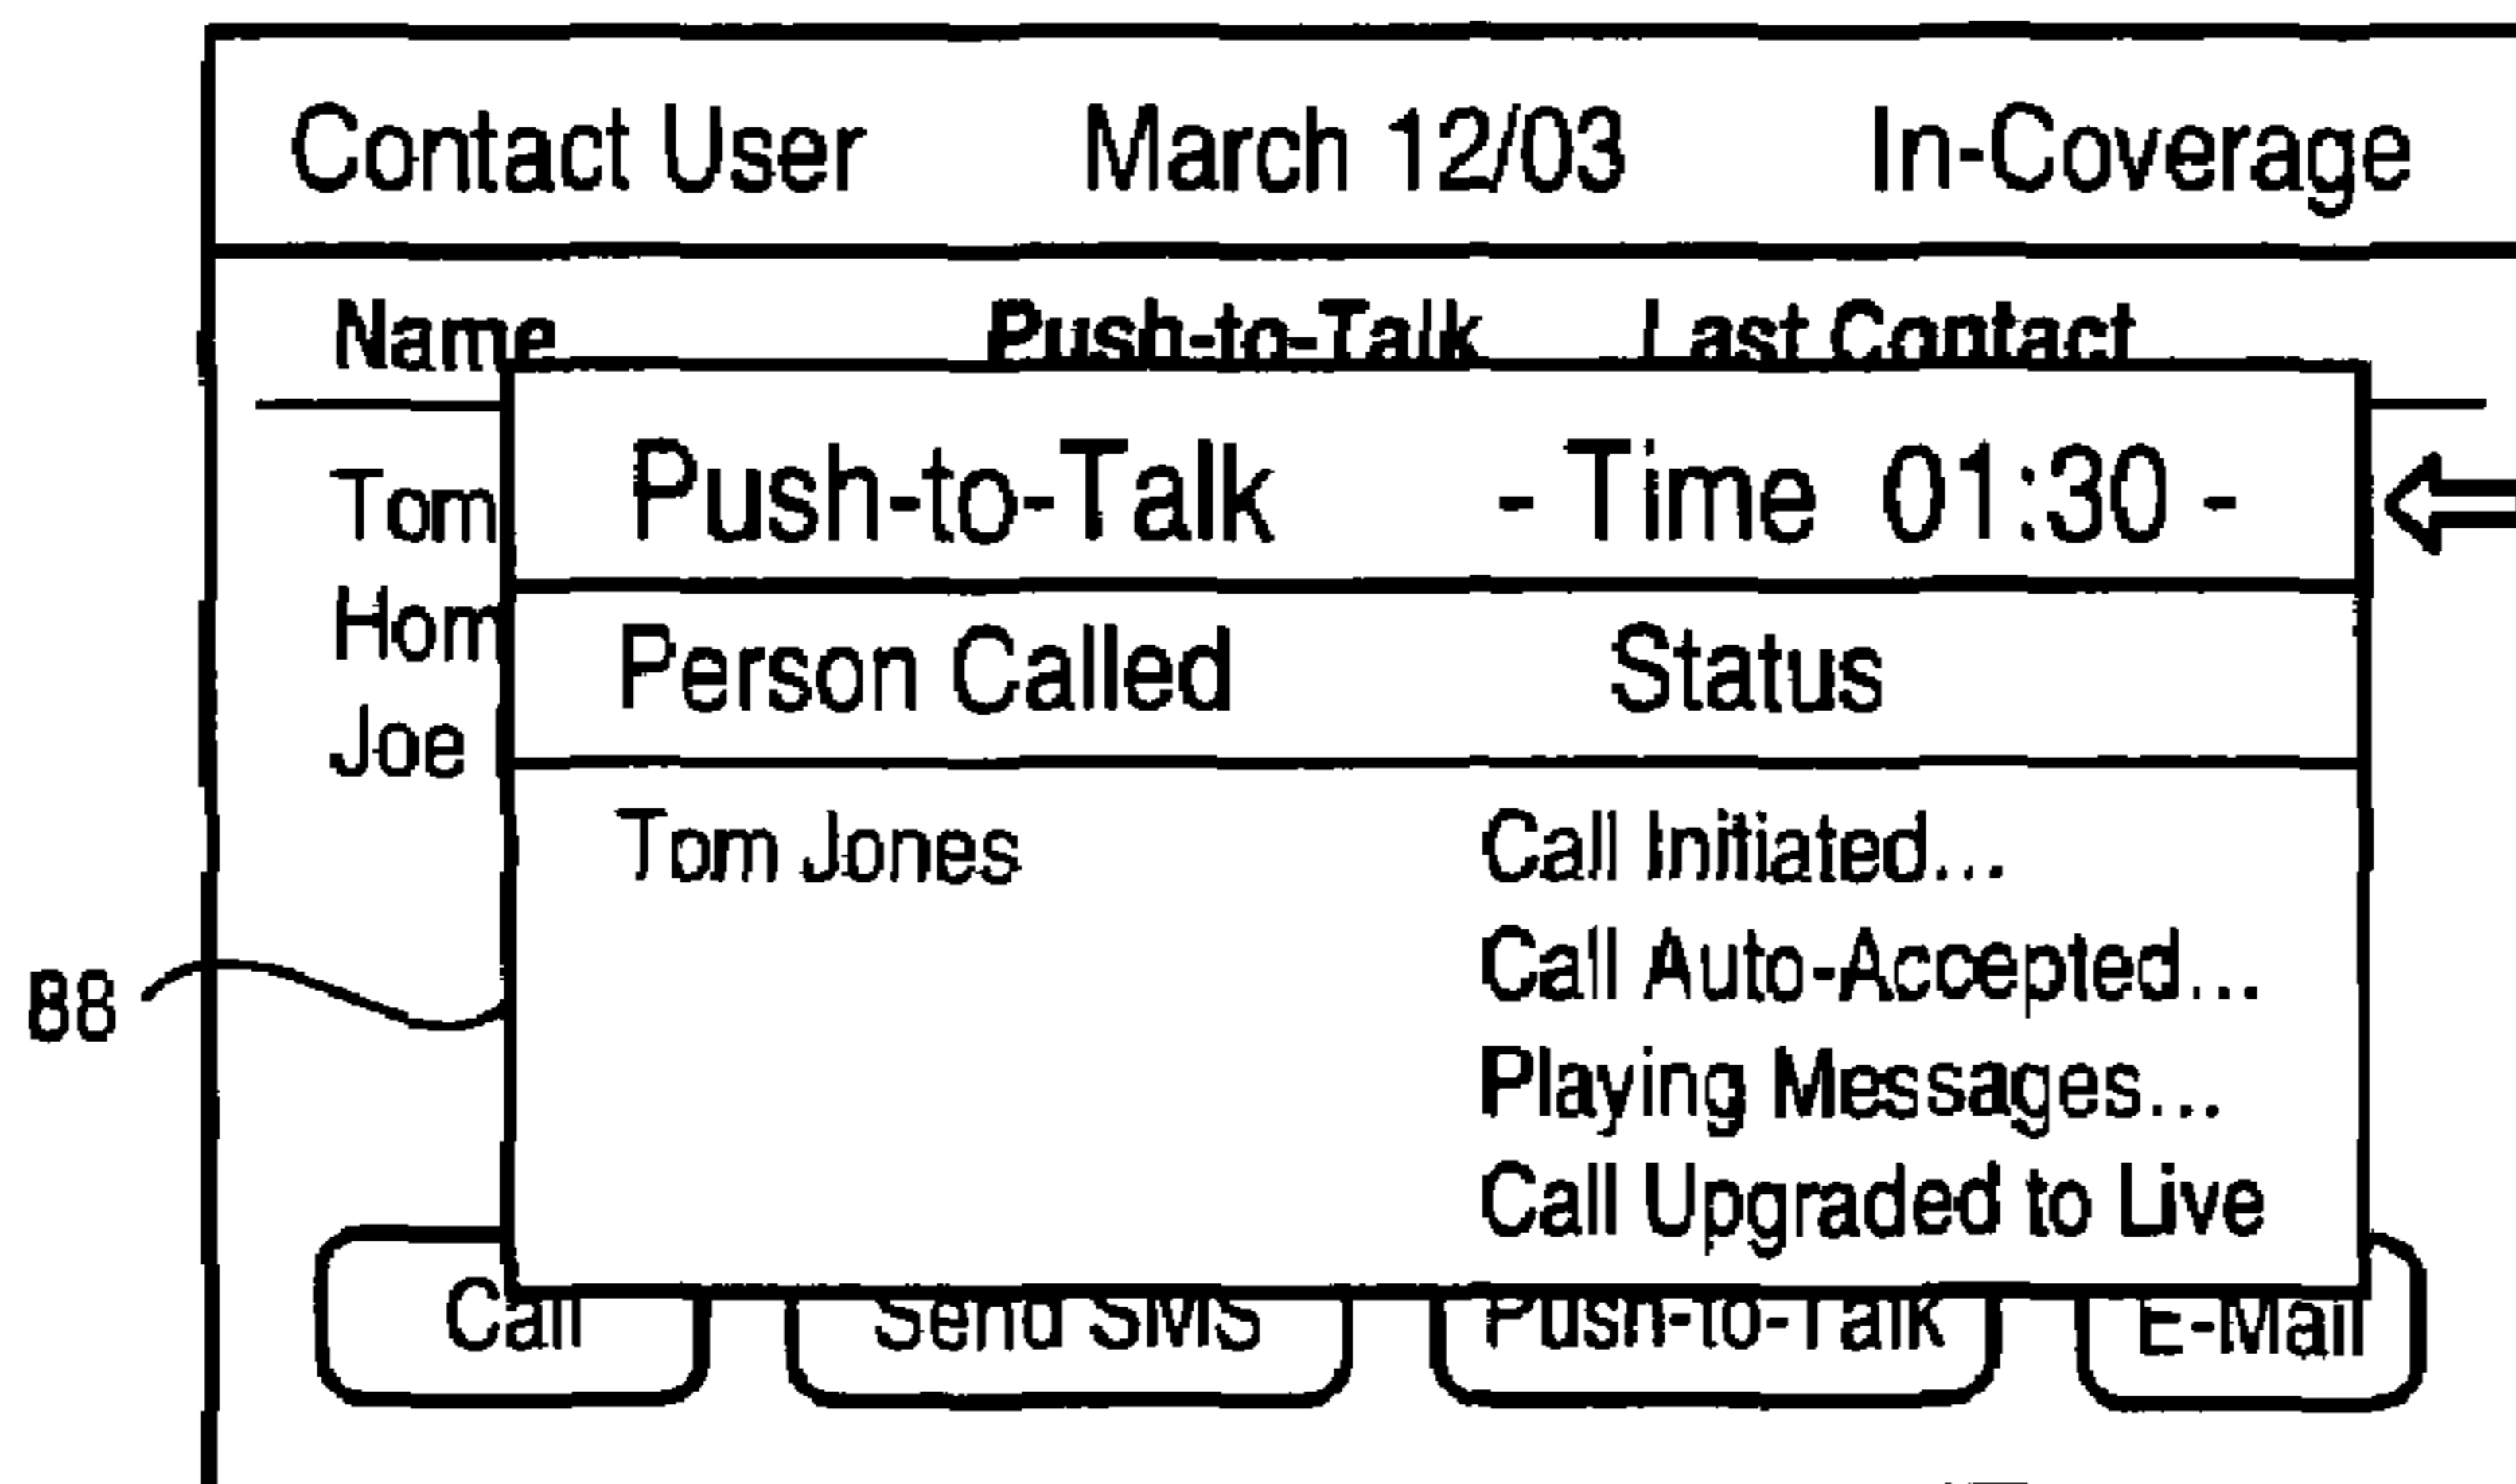 Contact User March 12/03 In-Coverage
Name Push-to-Talk Last Contact
Push-to-Talk - Time 01:30 -
Tom
Hom
Joe
Person Called Status
Tom Jones Call Initiated...
Call Auto-Accepted...
Playing Messages...
Call Upgraded to Live
88
Call Send SMS Push-to-Talk E-Mail